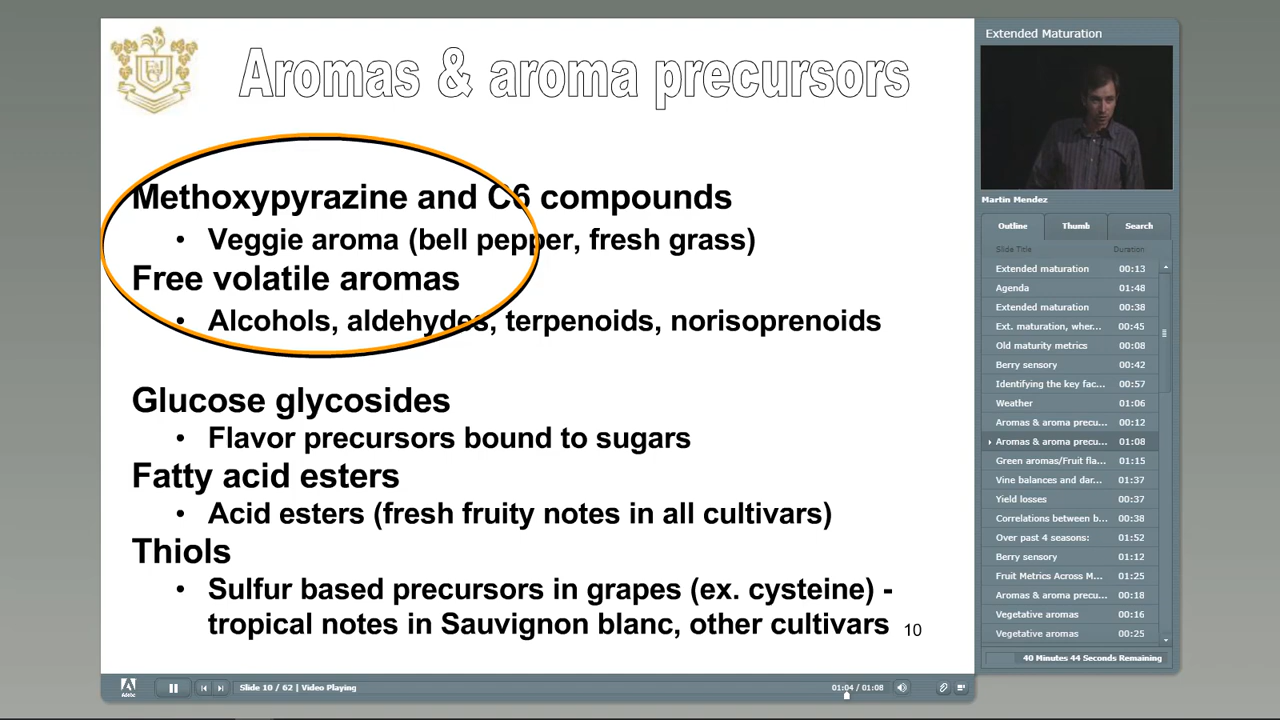 Aromas & aroma precursors
Methoxypyrazine and C6 compounds
• Veggie aroma (bell pepper, fresh grass)
Free volatile aromas
• Alcohols, aldehydes, terpenoids, norisoprenoids
Glucose glycosides
• Flavor precursors bound to sugars
Fatty acid esters
• Acid esters (fresh fruity notes in all cultivars)
Thiols
• Sulfur based precursors in grapes (ex. cysteine) -
tropical notes in Sauvignon blanc, other cultivars
10
Extended Maturation
Martin Mendez
Outline Thumb Search
Slide Title Duration
Extended maturation 00:13
Agenda 01:48
Extended maturation 00:38
Ext. maturation, wher... 00:45
Old maturity metrics 00:08
Berry sensory 00:42
Identifying the key fac... 00:57
Weather 01:06
Aromas & aroma precu... 00:12
Aromas & aroma precu... 01:08
Green aromas/Fruit fla... 01:15
Vine balances and dar... 01:37
Yield losses 00:37
Correlations between b... 00:38
Over past 4 seasons: 01:52
Berry sensory 01:12
Fruit Metrics Across M... 01:25
Aromas & aroma precu... 00:18
Vegetative aromas 00:16
Vegetative aromas 00:25
40 Minutes 44 Seconds Remaining
Adobe
Slide 10 / 62 | Video Playing
01:04 / 01:08